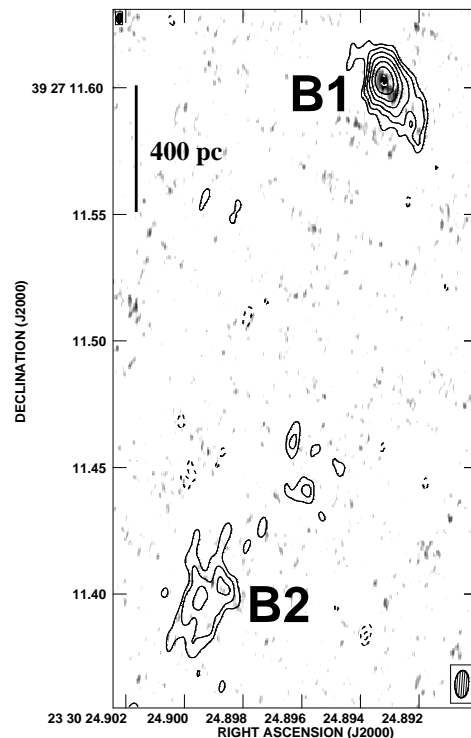 B1
39 27 11.60
400 pc
11.55
11.50
DECLINATION (J2000)
11.45
11.40
B2
23 30 24.902 24.900 24.898 24.896 24.894 24.892
RIGHT ASCENSION (J2000)